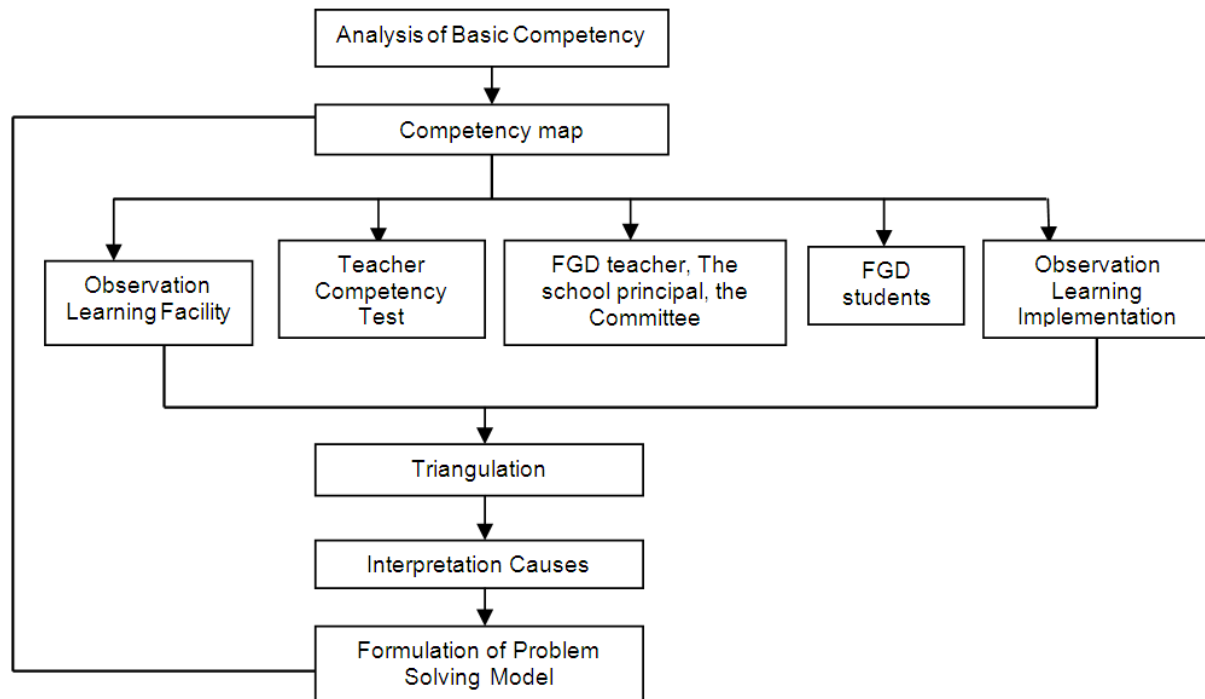 Analysis of Basic Competency
Competency map
Observation
Learning Facility
Teacher
Competency
Test
FGD teacher, The
school principal, the
Committee
FGD
students
Observation
Learning
Implementation
Triangulation
Interpretation Causes
Formulation of Problem
Solving Model